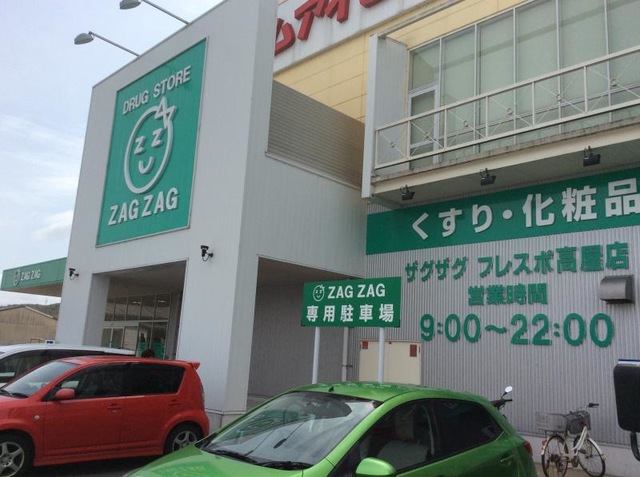 DRUG STORE
ZAG ZAG
ZAG ZAG
ZAG ZAG
専用駐車場
くすり・化粧品
ザグザグ フレスポ高屋店
営業時間
9:00～22:00